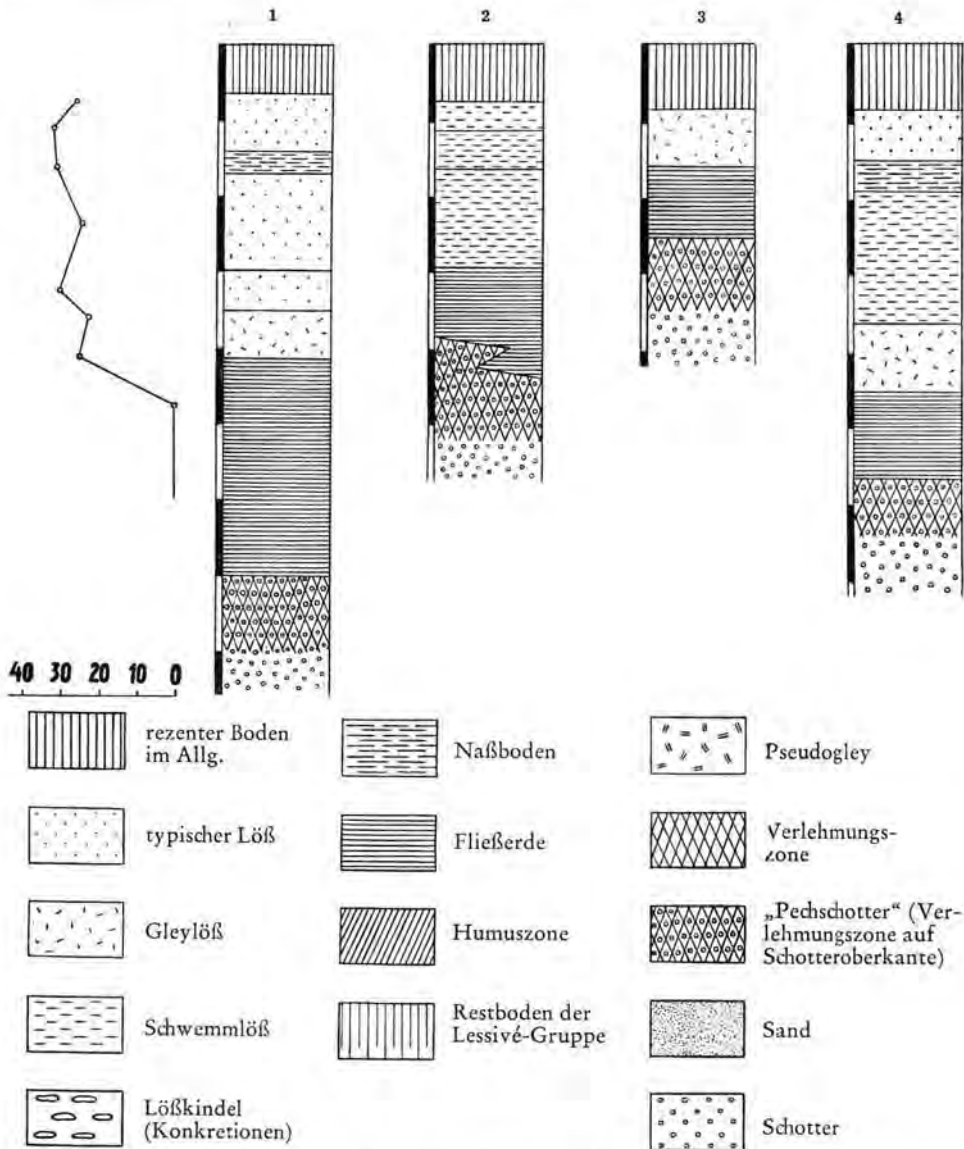 1 2 3 4
40 30 20 10 0
rezenter Boden
im Allg.
typischer Löß
Gleylöß
Schwemmlöß
Lößkindel
(Konkretionen)
Naßboden
Fließerde
Humuszone
Restboden der
Lessivé-Gruppe
Pseudogley
Verlehmungs-
zone
„Pechschotter“ (Ver-
lehmungszone auf
Schotteroberkante)
Sand
Schotter